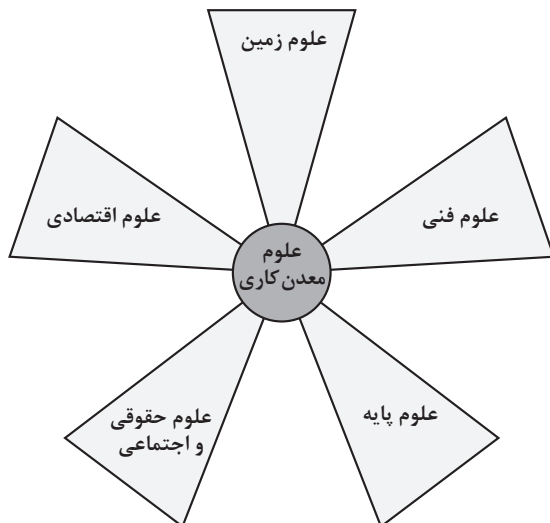 علوم زمین
علوم فنی
علوم اقتصادی
علوم
معدن‌کاری
علوم پایه
علوم حقوقی
و اجتماعی